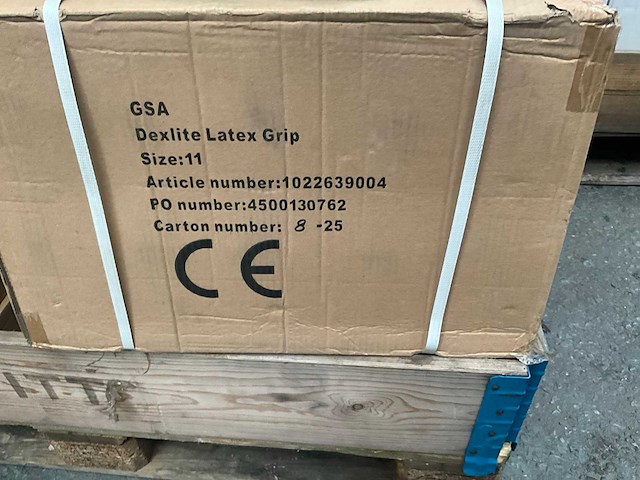 GSA
Dexlite Latex Grip
Size:11
Article number:1022639004
PO number:4500130762
Carton number: 8 -25
CE